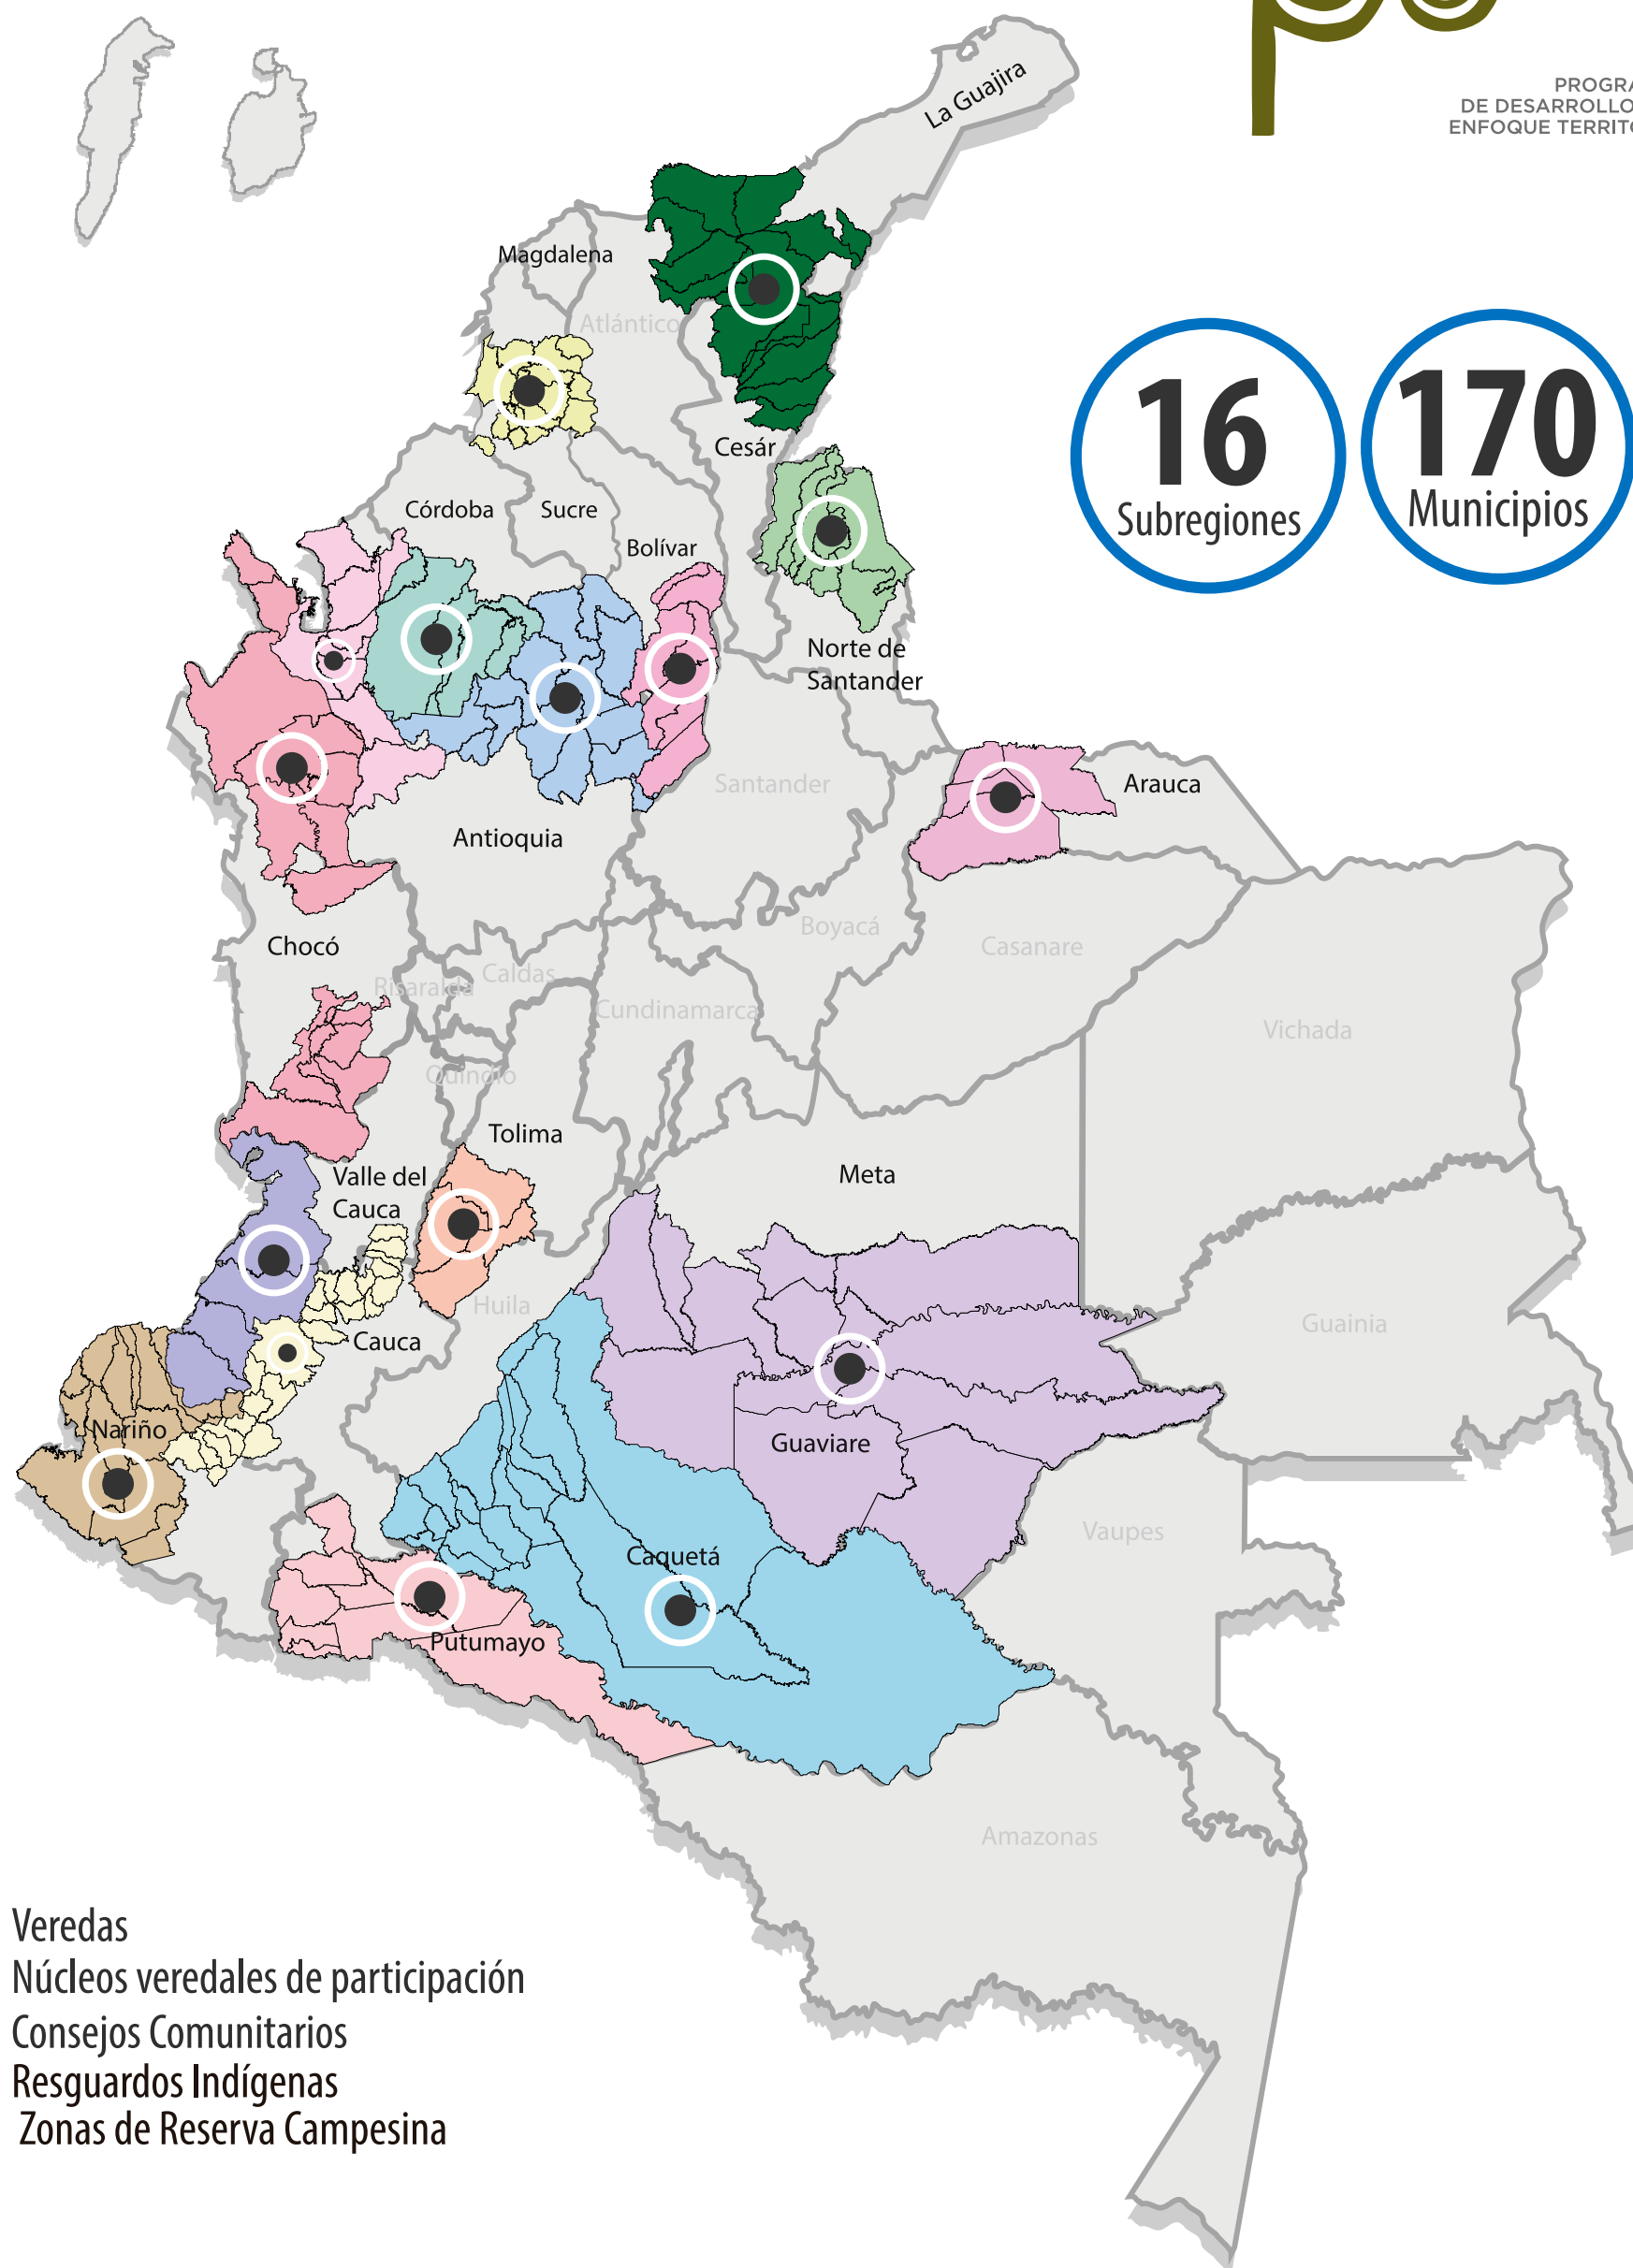 PROGRA
DE DESARROLLO
ENFOQUE TERRITO
La Guajira
Magdalena
Atlántico
16
Subregiones
170
Municipios
Cesár
Córdoba
Sucre
Bolívar
Norte de
Santander
Santander
Arauca
Antioquia
Boyacá
Casanare
Chocó
Risaralda
Caldas
Cundinamarca
Vichada
Quindío
Tolima
Valle del
Cauca
Meta
Huila
Guainia
Cauca
Nariño
Guaviare
Vaupes
Caquetá
Putumayo
Amazonas
Veredas
Núcleos veredales de participación
Consejos Comunitarios
Resguardos Indígenas
Zonas de Reserva Campesina